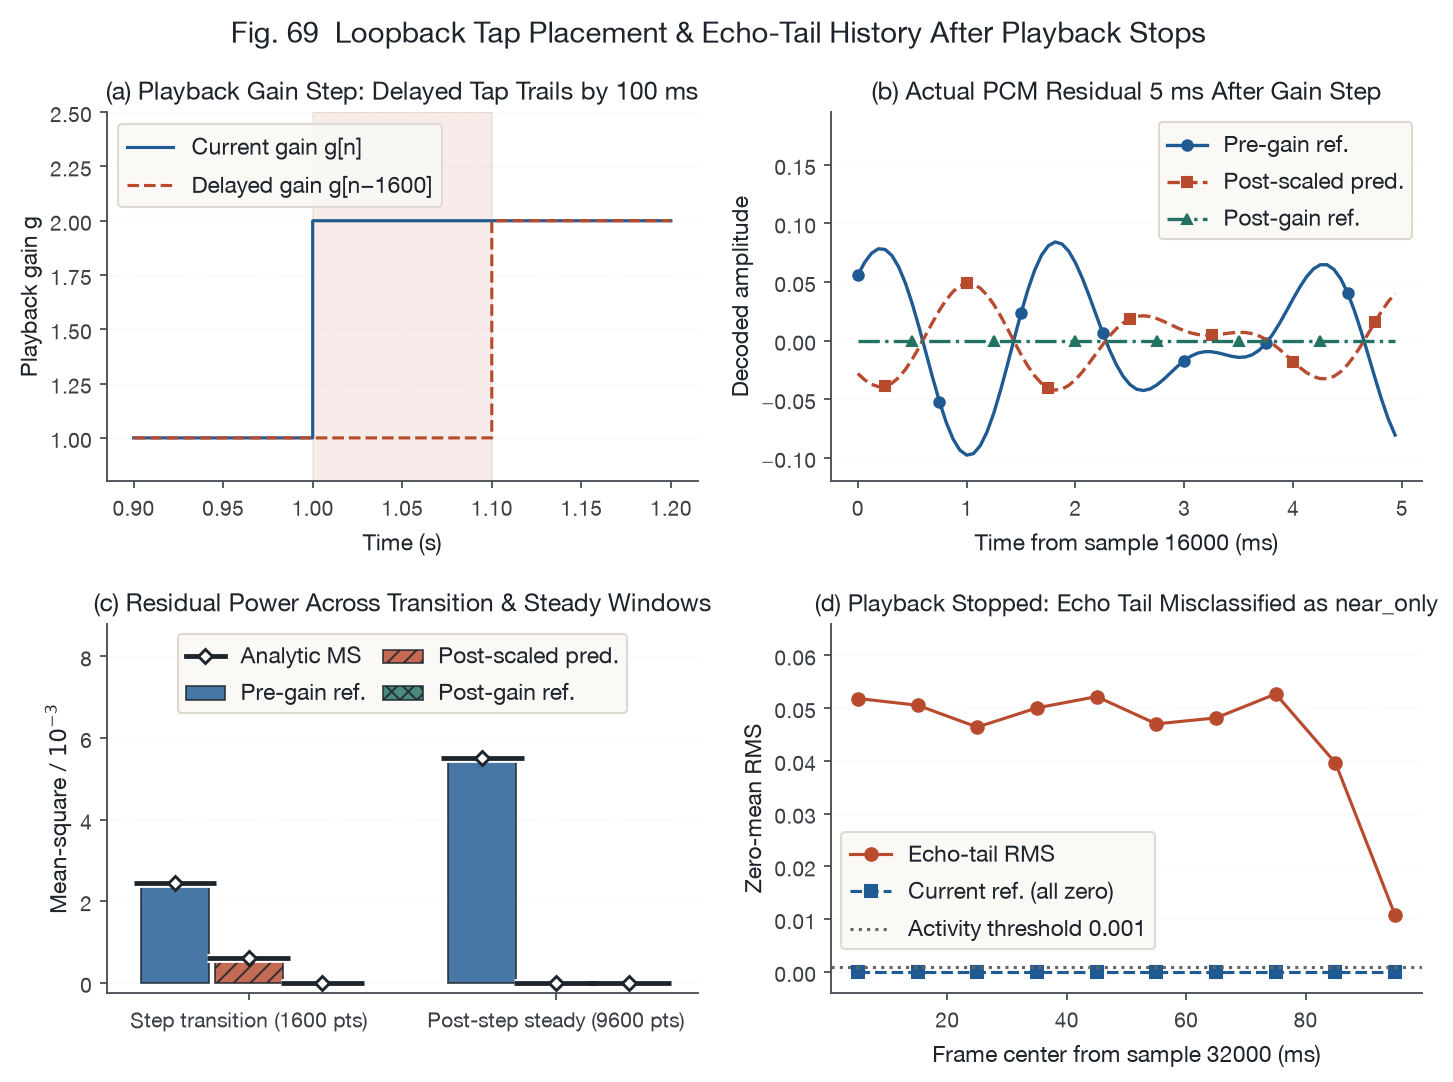 Fig. 69  Loopback Tap Placement & Echo-Tail History After Playback Stops
(a) Playback Gain Step: Delayed Tap Trails by 100 ms
2.50
2.25
2.00
1.75
1.50
1.25
1.00
Playback gain g
Current gain g[n]
Delayed gain g[n−1600]
0.90 0.95 1.00 1.05 1.10 1.15 1.20
Time (s)
(b) Actual PCM Residual 5 ms After Gain Step
0.15
0.10
0.05
0.00
−0.05
−0.10
Decoded amplitude
Pre-gain ref.
Post-scaled pred.
Post-gain ref.
0 1 2 3 4 5
Time from sample 16000 (ms)
(c) Residual Power Across Transition & Steady Windows
8
6
4
2
0
Mean-square / 10⁻³
Analytic MS
Pre-gain ref.
Post-scaled pred.
Post-gain ref.
Step transition (1600 pts)
Post-step steady (9600 pts)
(d) Playback Stopped: Echo Tail Misclassified as near_only
0.06
0.05
0.04
0.03
0.02
0.01
0.00
Zero-mean RMS
Echo-tail RMS
Current ref. (all zero)
Activity threshold 0.001
20 40 60 80
Frame center from sample 32000 (ms)